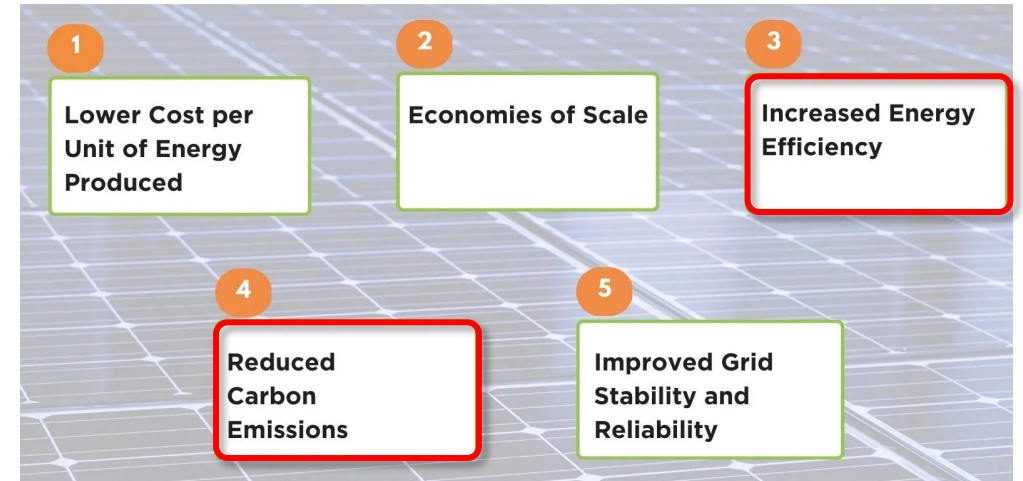 1
Lower Cost per
Unit of Energy
Produced
2
Economies of Scale
3
Increased Energy
Efficiency
4
Reduced
Carbon
Emissions
5
Improved Grid
Stability and
Reliability